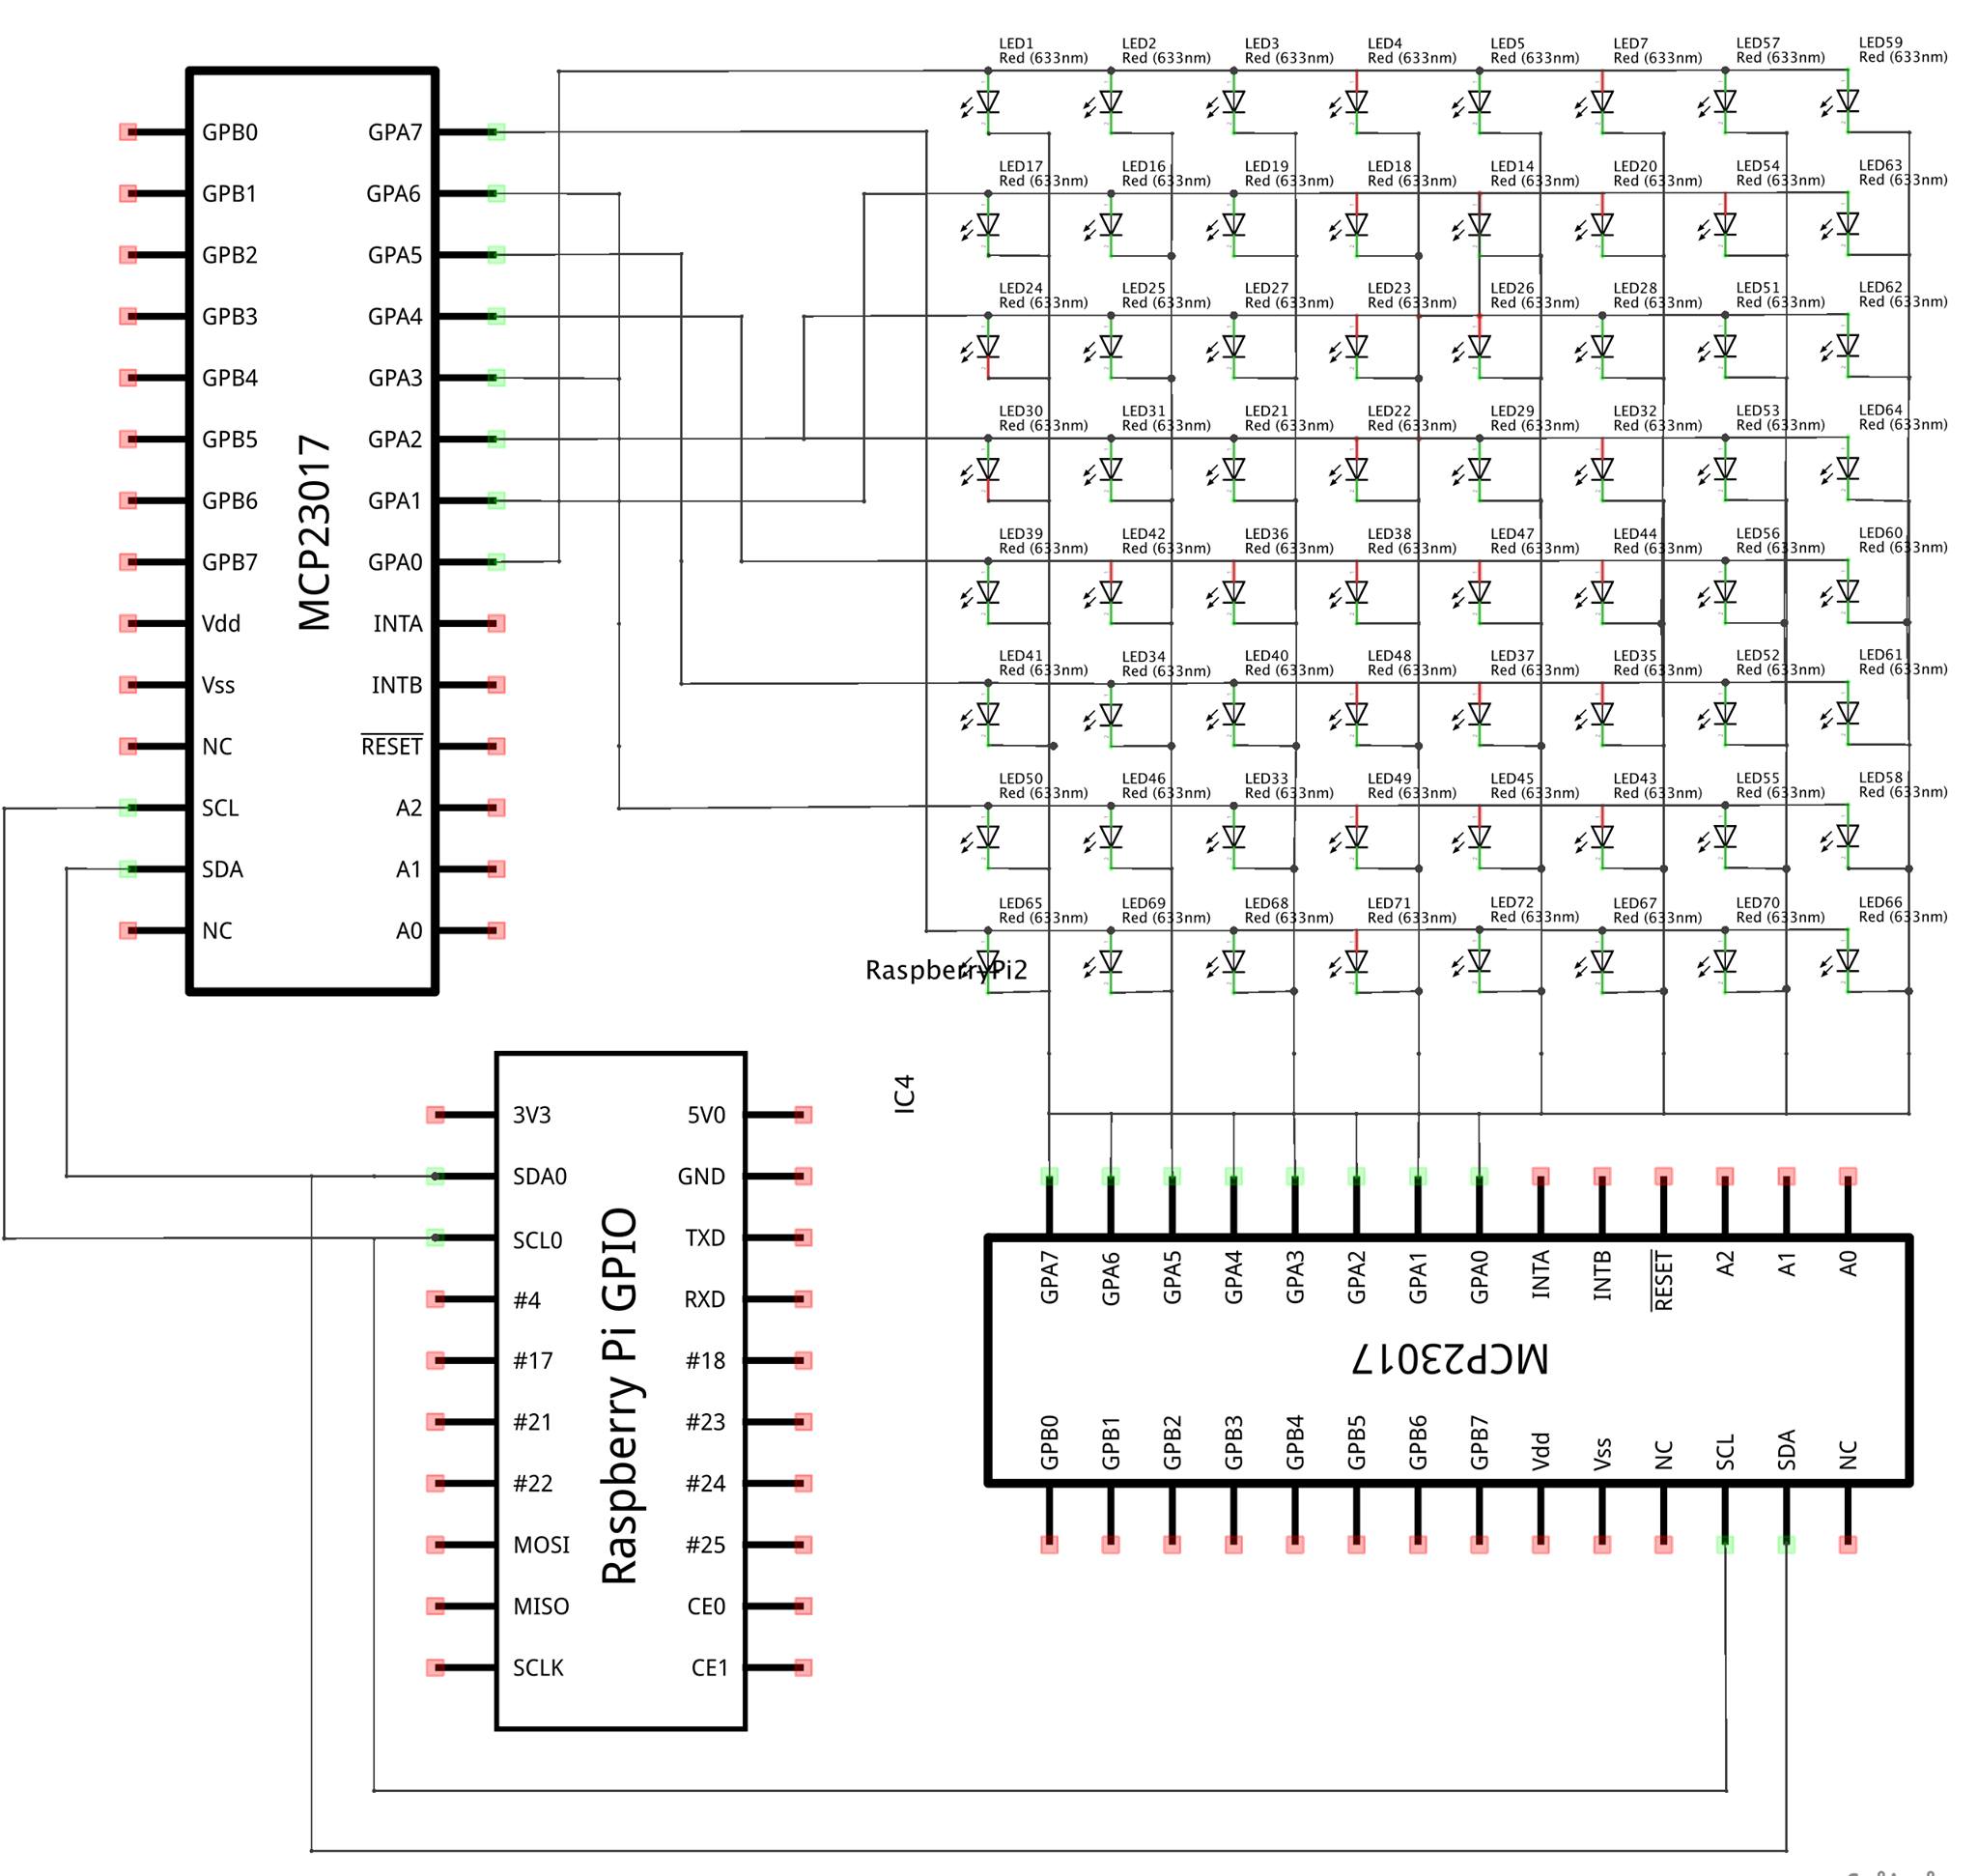 LED1 LED2 LED3 LED4 LED5 LED7 LED57 LED59
Red (633nm) Red (633nm) Red (633nm) Red (633nm) Red (633nm) Red (633nm) Red (633nm) Red (633nm)
GPB0 GPA7
LED17 LED16 LED19 LED18 LED14 LED20 LED54 LED63
Red (633nm) Red (633nm) Red (633nm) Red (633nm) Red (633nm) Red (633nm) Red (633nm) Red (633nm)
GPB1 GPA6
GPB2 GPA5
LED24 LED25 LED27 LED23 LED26 LED28 LED51 LED62
Red (633nm) Red (633nm) Red (633nm) Red (633nm) Red (633nm) Red (633nm) Red (633nm) Red (633nm)
GPB3 GPA4
GPB4 GPA3
LED30 LED31 LED21 LED22 LED29 LED32 LED53 LED64
Red (633nm) Red (633nm) Red (633nm) Red (633nm) Red (633nm) Red (633nm) Red (633nm) Red (633nm)
GPB5 GPA2
GPB6 GPA1
MCP23017
LED39 LED42 LED36 LED38 LED47 LED44 LED56 LED60
Red (633nm) Red (633nm) Red (633nm) Red (633nm) Red (633nm) Red (633nm) Red (633nm) Red (633nm)
GPB7 GPA0
Vdd INTA
LED41 LED34 LED40 LED48 LED37 LED35 LED52 LED61
Red (633nm) Red (633nm) Red (633nm) Red (633nm) Red (633nm) Red (633nm) Red (633nm) Red (633nm)
Vss INTB
NC RESET
LED50 LED46 LED33 LED49 LED45 LED43 LED55 LED58
Red (633nm) Red (633nm) Red (633nm) Red (633nm) Red (633nm) Red (633nm) Red (633nm) Red (633nm)
SCL A2
SDA A1
LED65 LED69 LED68 LED71 LED72 LED67 LED70 LED66
Red (633nm) Red (633nm) Red (633nm) Red (633nm) Red (633nm) Red (633nm) Red (633nm) Red (633nm)
NC A0
RaspberryPi2
IC4
3V3 5V0
SDA0 GND
SCL0 TXD
#4 RXD
#17 #18
#21 #23
#22 #24
MOSI #25
MISO CE0
SCLK CE1
Raspberry Pi GPIO
GPA7 GPA6 GPA5 GPA4 GPA3 GPA2 GPA1 GPA0 INTA INTB RESET A2 A1 A0
MCP23017
GPB0 GPB1 GPB2 GPB3 GPB4 GPB5 GPB6 GPB7 Vdd Vss NC SCL SDA NC